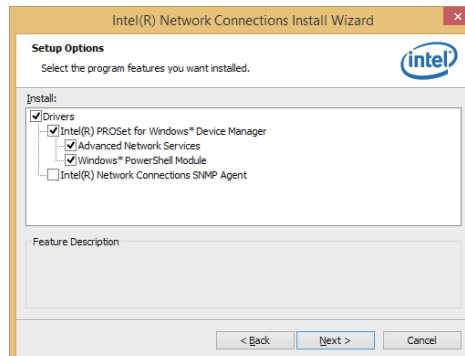 Intel(R) Network Connections Install Wizard
Setup Options
Select the program features you want installed.
intel
Install:
Drivers
Intel(R) PROSet for Windows* Device Manager
Advanced Network Services
Windows* PowerShell Module
Intel(R) Network Connections SNMP Agent
Feature Description
< Back Next > Cancel